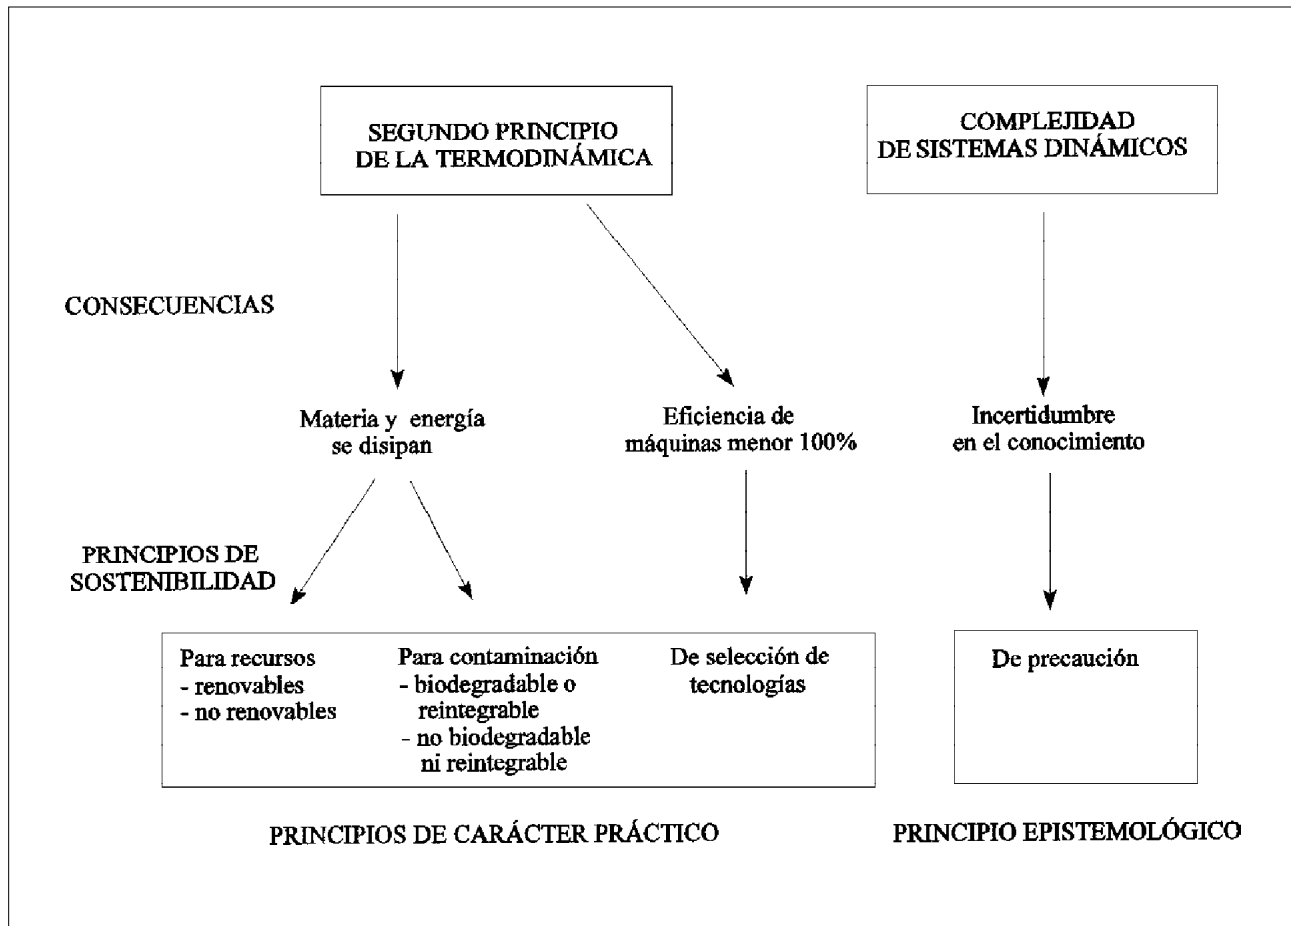 SEGUNDO PRINCIPIO
DE LA TERMODINÁMICA
COMPLEJIDAD
DE SISTEMAS DINÁMICOS
CONSECUENCIAS
Materia y energía
se disipan
Eficiencia de
máquinas menor 100%
Incertidumbre
en el conocimiento
PRINCIPIOS DE
SOSTENIBILIDAD
Para recursos
- renovables
- no renovables
Para contaminación
- biodegradable o
reintegrable
- no biodegradable
ni reintegrable
De selección de
tecnologías
De precaución
PRINCIPIOS DE CARÁCTER PRÁCTICO
PRINCIPIO EPISTEMOLÓGICO